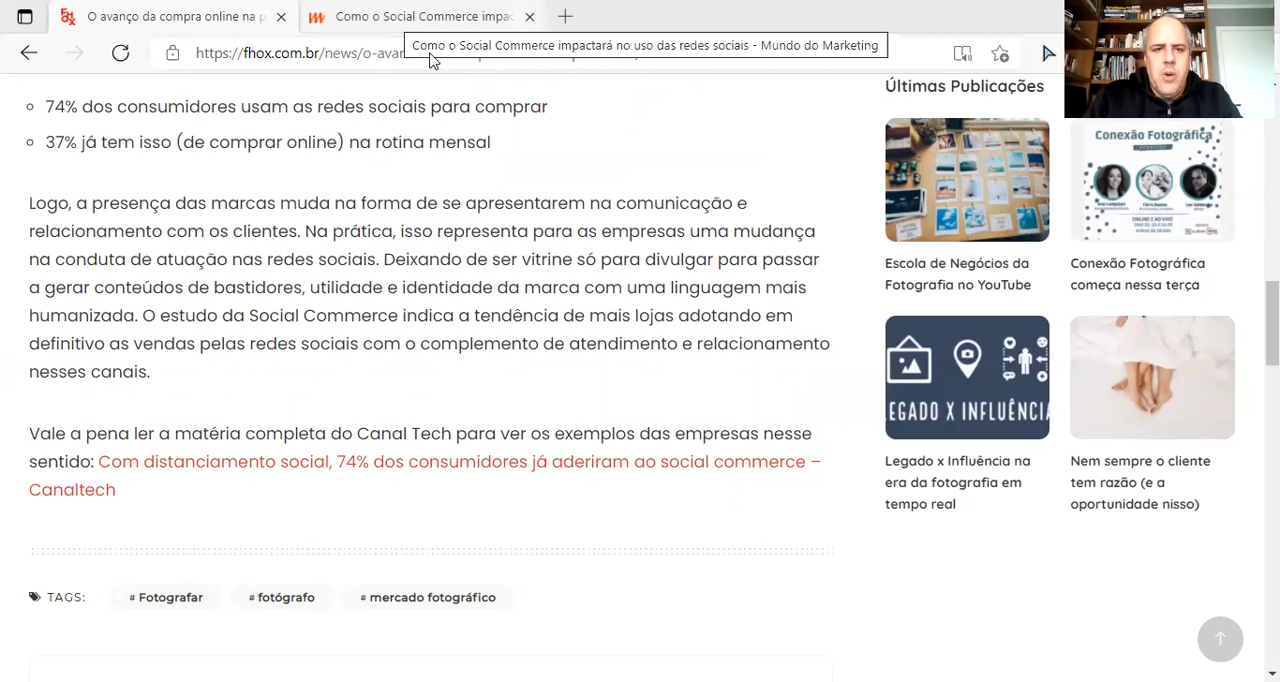 O avanço da compra online na p
Como o Social Commerce impac
https://fhox.com.br/news/o-avan
Como o Social Commerce impactará no uso das redes sociais - Mundo do Marketing
74% dos consumidores usam as redes sociais para comprar
37% já tem isso (de comprar online) na rotina mensal
Logo, a presença das marcas muda na forma de se apresentarem na comunicação e
relacionamento com os clientes. Na prática, isso representa para as empresas uma mudança
na conduta de atuação nas redes sociais. Deixando de ser vitrine só para divulgar para passar
a gerar conteúdos de bastidores, utilidade e identidade da marca com uma linguagem mais
humanizada. O estudo da Social Commerce indica a tendência de mais lojas adotando em
definitivo as vendas pelas redes sociais com o complemento de atendimento e relacionamento
nesses canais.
Vale a pena ler a matéria completa do Canal Tech para ver os exemplos das empresas nesse
sentido: Com distanciamento social, 74% dos consumidores já aderiram ao social commerce –
Canaltech
TAGS: # Fotografar # fotógrafo # mercado fotográfico
Últimas Publicações
Escola de Negócios da
Fotografia no YouTube
Conexão Fotográfica
Conexão Fotográfica
começa nessa terça
LEGADO X INFLUÊNCIA
Legado x Influência na
era da fotografia em
tempo real
Nem sempre o cliente
tem razão (e a
oportunidade nisso)